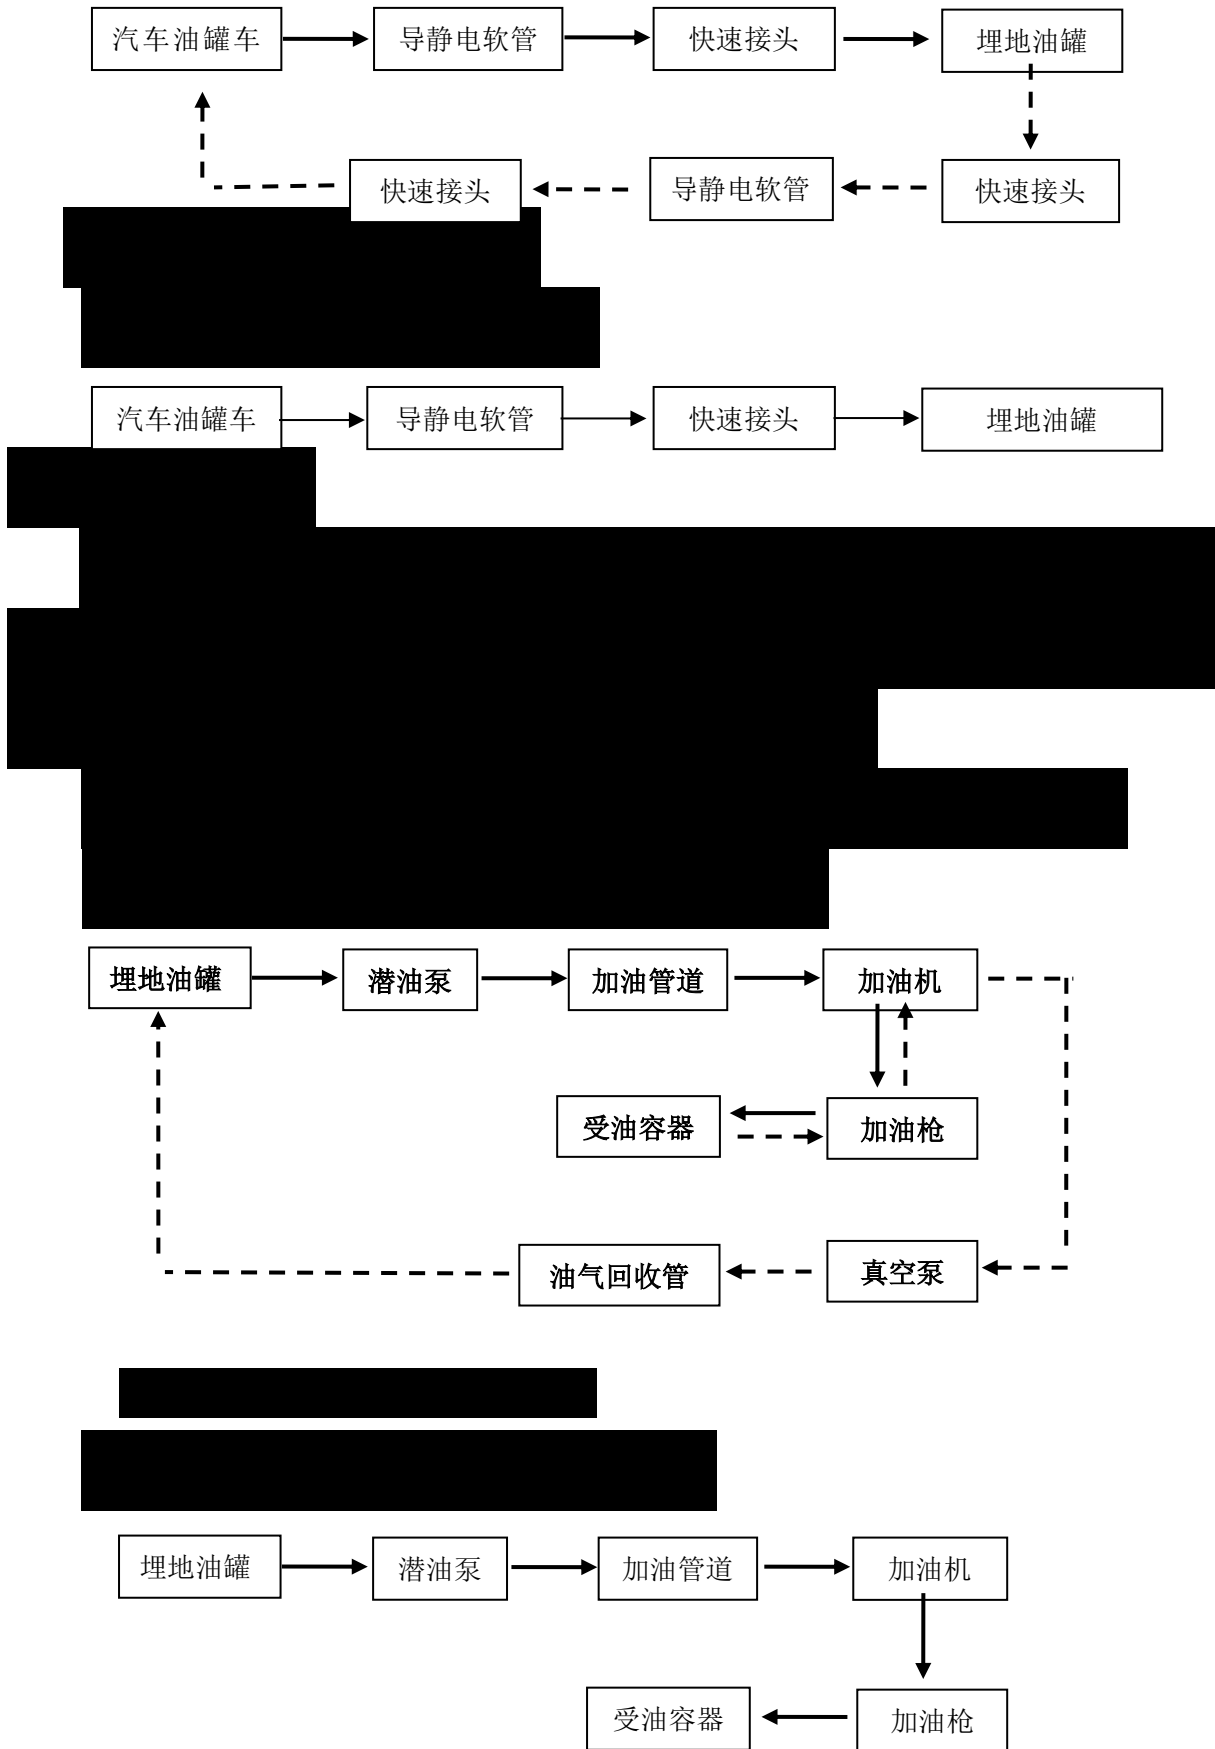 汽车油罐车 导静电软管 快速接头 埋地油罐
快速接头 导静电软管 快速接头
汽车油罐车 导静电软管 快速接头 埋地油罐
埋地油罐 潜油泵 加油管道 加油机
受油容器 加油枪
油气回收管 真空泵
埋地油罐 潜油泵 加油管道 加油机
受油容器 加油枪